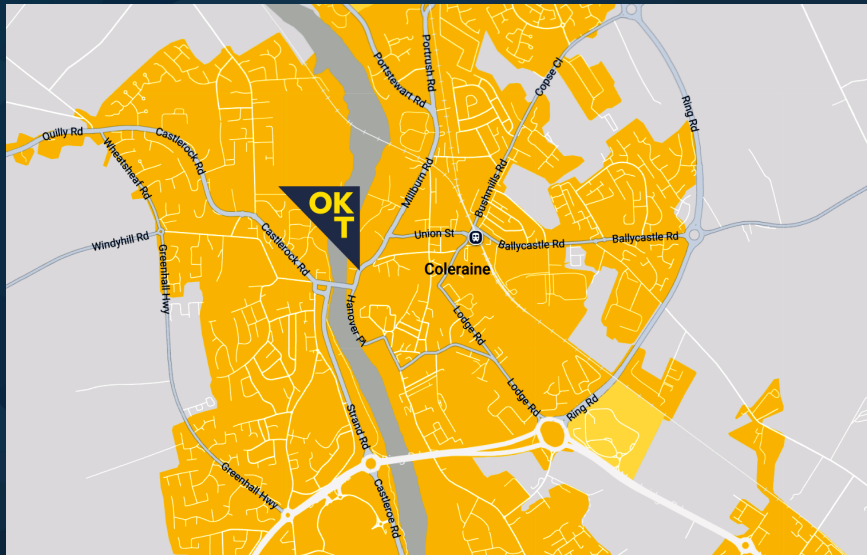 Portrush Rd
Portstewart Rd
Copse Ci
Ring Rd
Quilly Rd
Castlerock Rd
Wheatsheaf Rd
Millburn Rd
Bushmills Rd
OK
T
Windyhill Rd
Castlerock Rd
Union St
Ballycastle Rd
Ballycastle Rd
Greenhall Hwy
Coleraine
Hanover Pl
Lodge Rd
Lodge Rd
Ring Rd
Strand Rd
Greenhall Hwy
Castleroe Rd